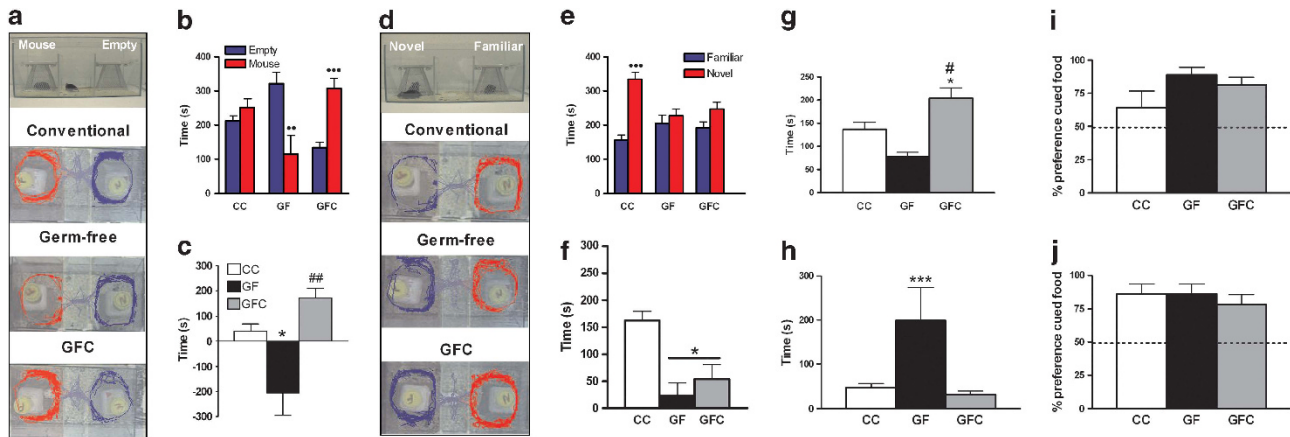 a
Mouse Empty
Conventional
Germ-free
GFC
b
Empty
Mouse
Time (s)
400
300
200
100
0
•••
••
CC GF GFC
c
CC
GF
GFC
Time (s)
300
200
100
0
-100
-200
-300
*
##
d
Novel Familiar
Conventional
Germ-free
GFC
e
Familiar
Novel
Time (s)
400
300
200
100
0
•••
CC GF GFC
f
Time (s)
300
250
200
150
100
50
0
*
CC GF GFC
g
Time (s)
250
200
150
100
50
0
#
*
CC GF GFC
h
Time (s)
300
200
100
0
***
CC GF GFC
i
% preference cued food
100
75
50
25
0
CC GF GFC
j
% preference cued food
100
75
50
25
0
CC GF GFC